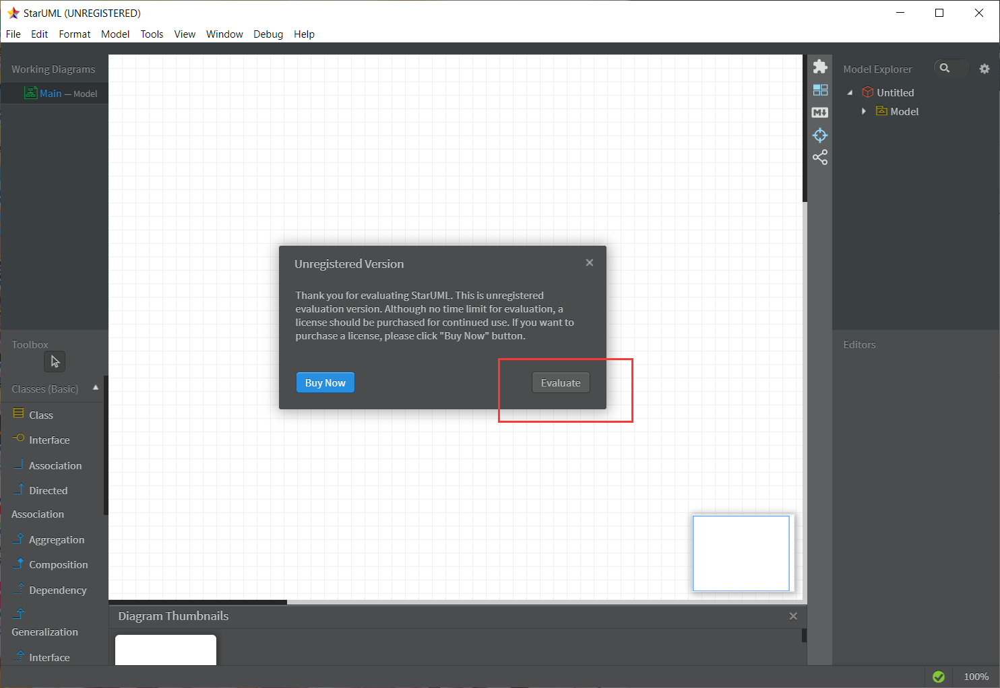 StarUML (UNREGISTERED)
File Edit Format Model Tools View Window Debug Help
Working Diagrams
Main — Model
Toolbox
Classes (Basic)
Class
Interface
Association
Directed
Association
Aggregation
Composition
Dependency
Generalization
Interface
Unregistered Version
Thank you for evaluating StarUML. This is unregistered
evaluation version. Although no time limit for evaluation, a
license should be purchased for continued use. If you want to
purchase a license, please click "Buy Now" button.
Buy Now
Evaluate
Diagram Thumbnails
M
Model Explorer
Untitled
Model
Editors
100%